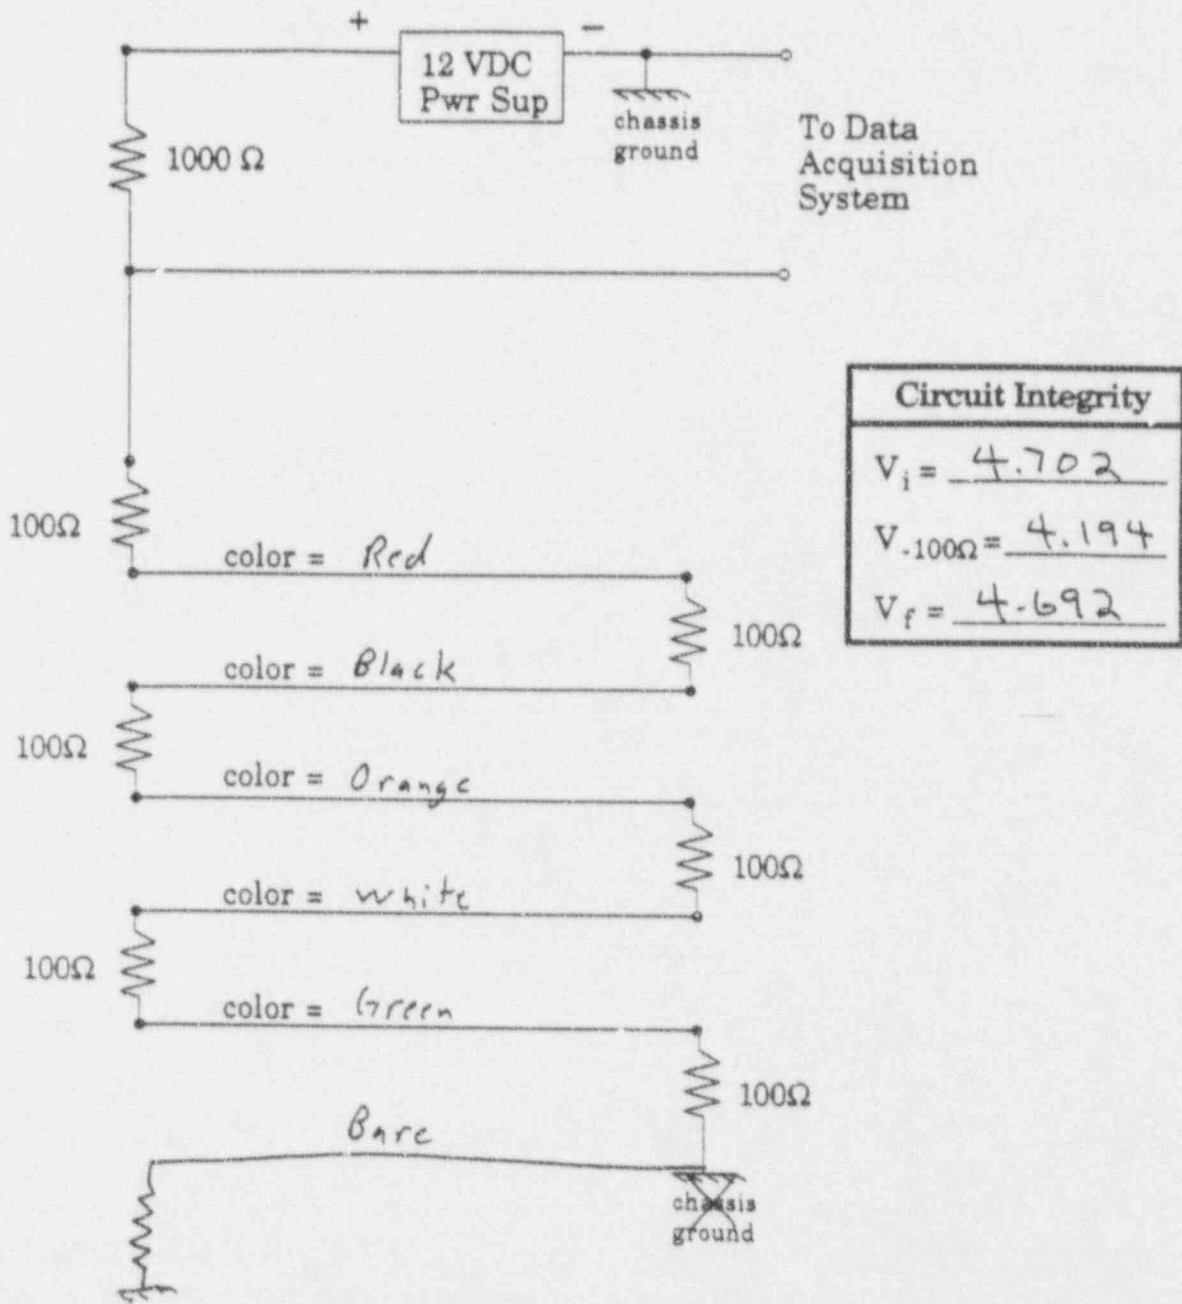 + −
12 VDC
Pwr Sup
chassis
ground
To Data
Acquisition
System
1000 Ω
Circuit Integrity
Vi = 4.702
V-100Ω = 4.194
Vf = 4.692
100Ω
color = Red
100Ω
color = Black
100Ω
color = Orange
100Ω
color = White
100Ω
color = Green
100Ω
Bare
chassis
ground